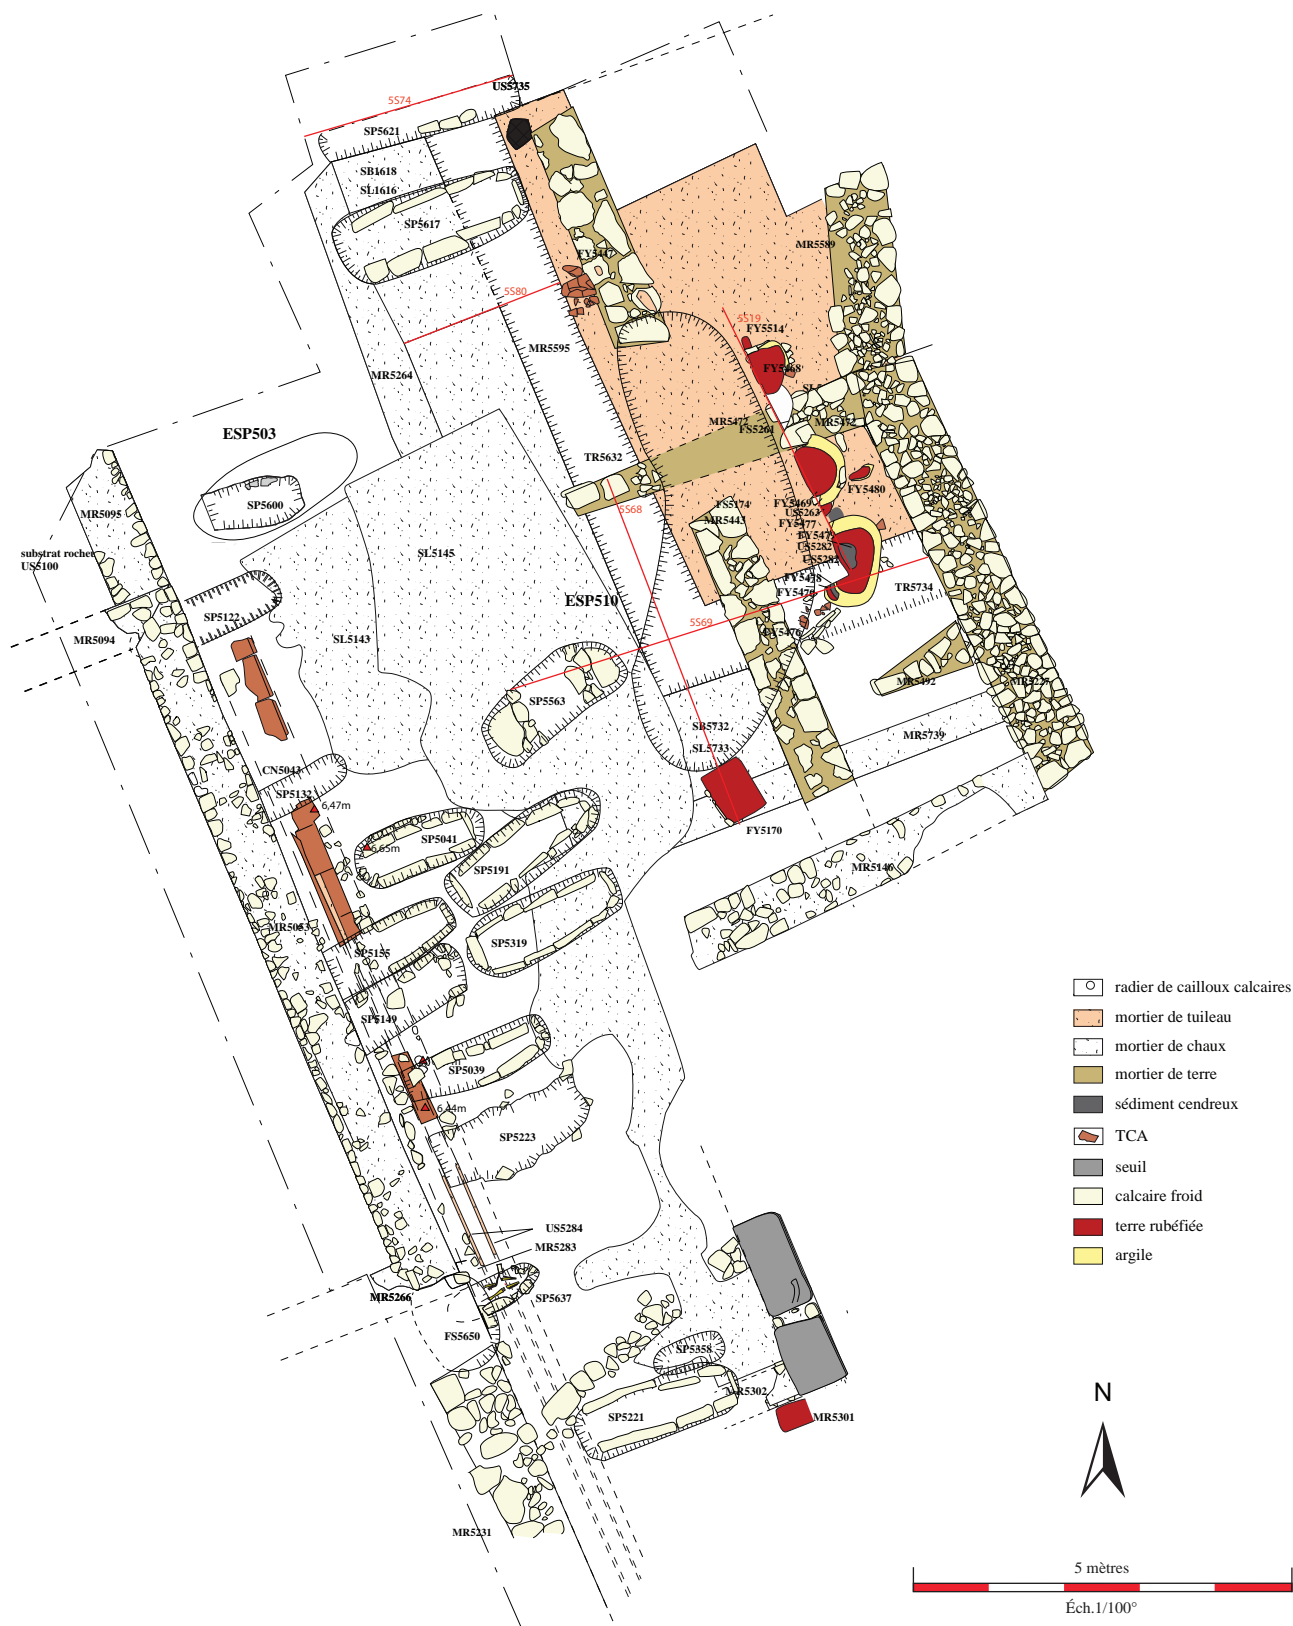 US5735
5S74
SP5621
SB1618
SL1616
SP5617
MR5589
FY5447
5S80
5S19
FY5514
MR5595
FY5468
MR5264
MR5477
MR5472
FS5261
ESP503
TR5632
FY5480
SP5600
FS5174
FY5469
MR5095
5S68
MR5443
US5263
FY5477
substrat rocher
US5100
SL5145
US5282
US5282
FY5478
TR5734
ESP510
FY5479
SP5122
5S69
MR5094
SL5143
FY5476
MR5492
MR5227
SP5563
SB5732
MR5739
SL5733
CN5043
SP5132
6,47m
FY5170
SP5041
6,65m
SP5191
MR5146
MR5053
SP5319
SP5155
SP5149
SP5039
6,44m
SP5223
US5284
MR5283
MR5266
SP5637
FS5650
SP5358
MR5302
SP5221
MR5301
MR5231
radier de cailloux calcaires
mortier de tuileau
mortier de chaux
mortier de terre
sédiment cendreux
TCA
seuil
calcaire froid
terre rubéfiée
argile
N
5 mètres
Éch.1/100°